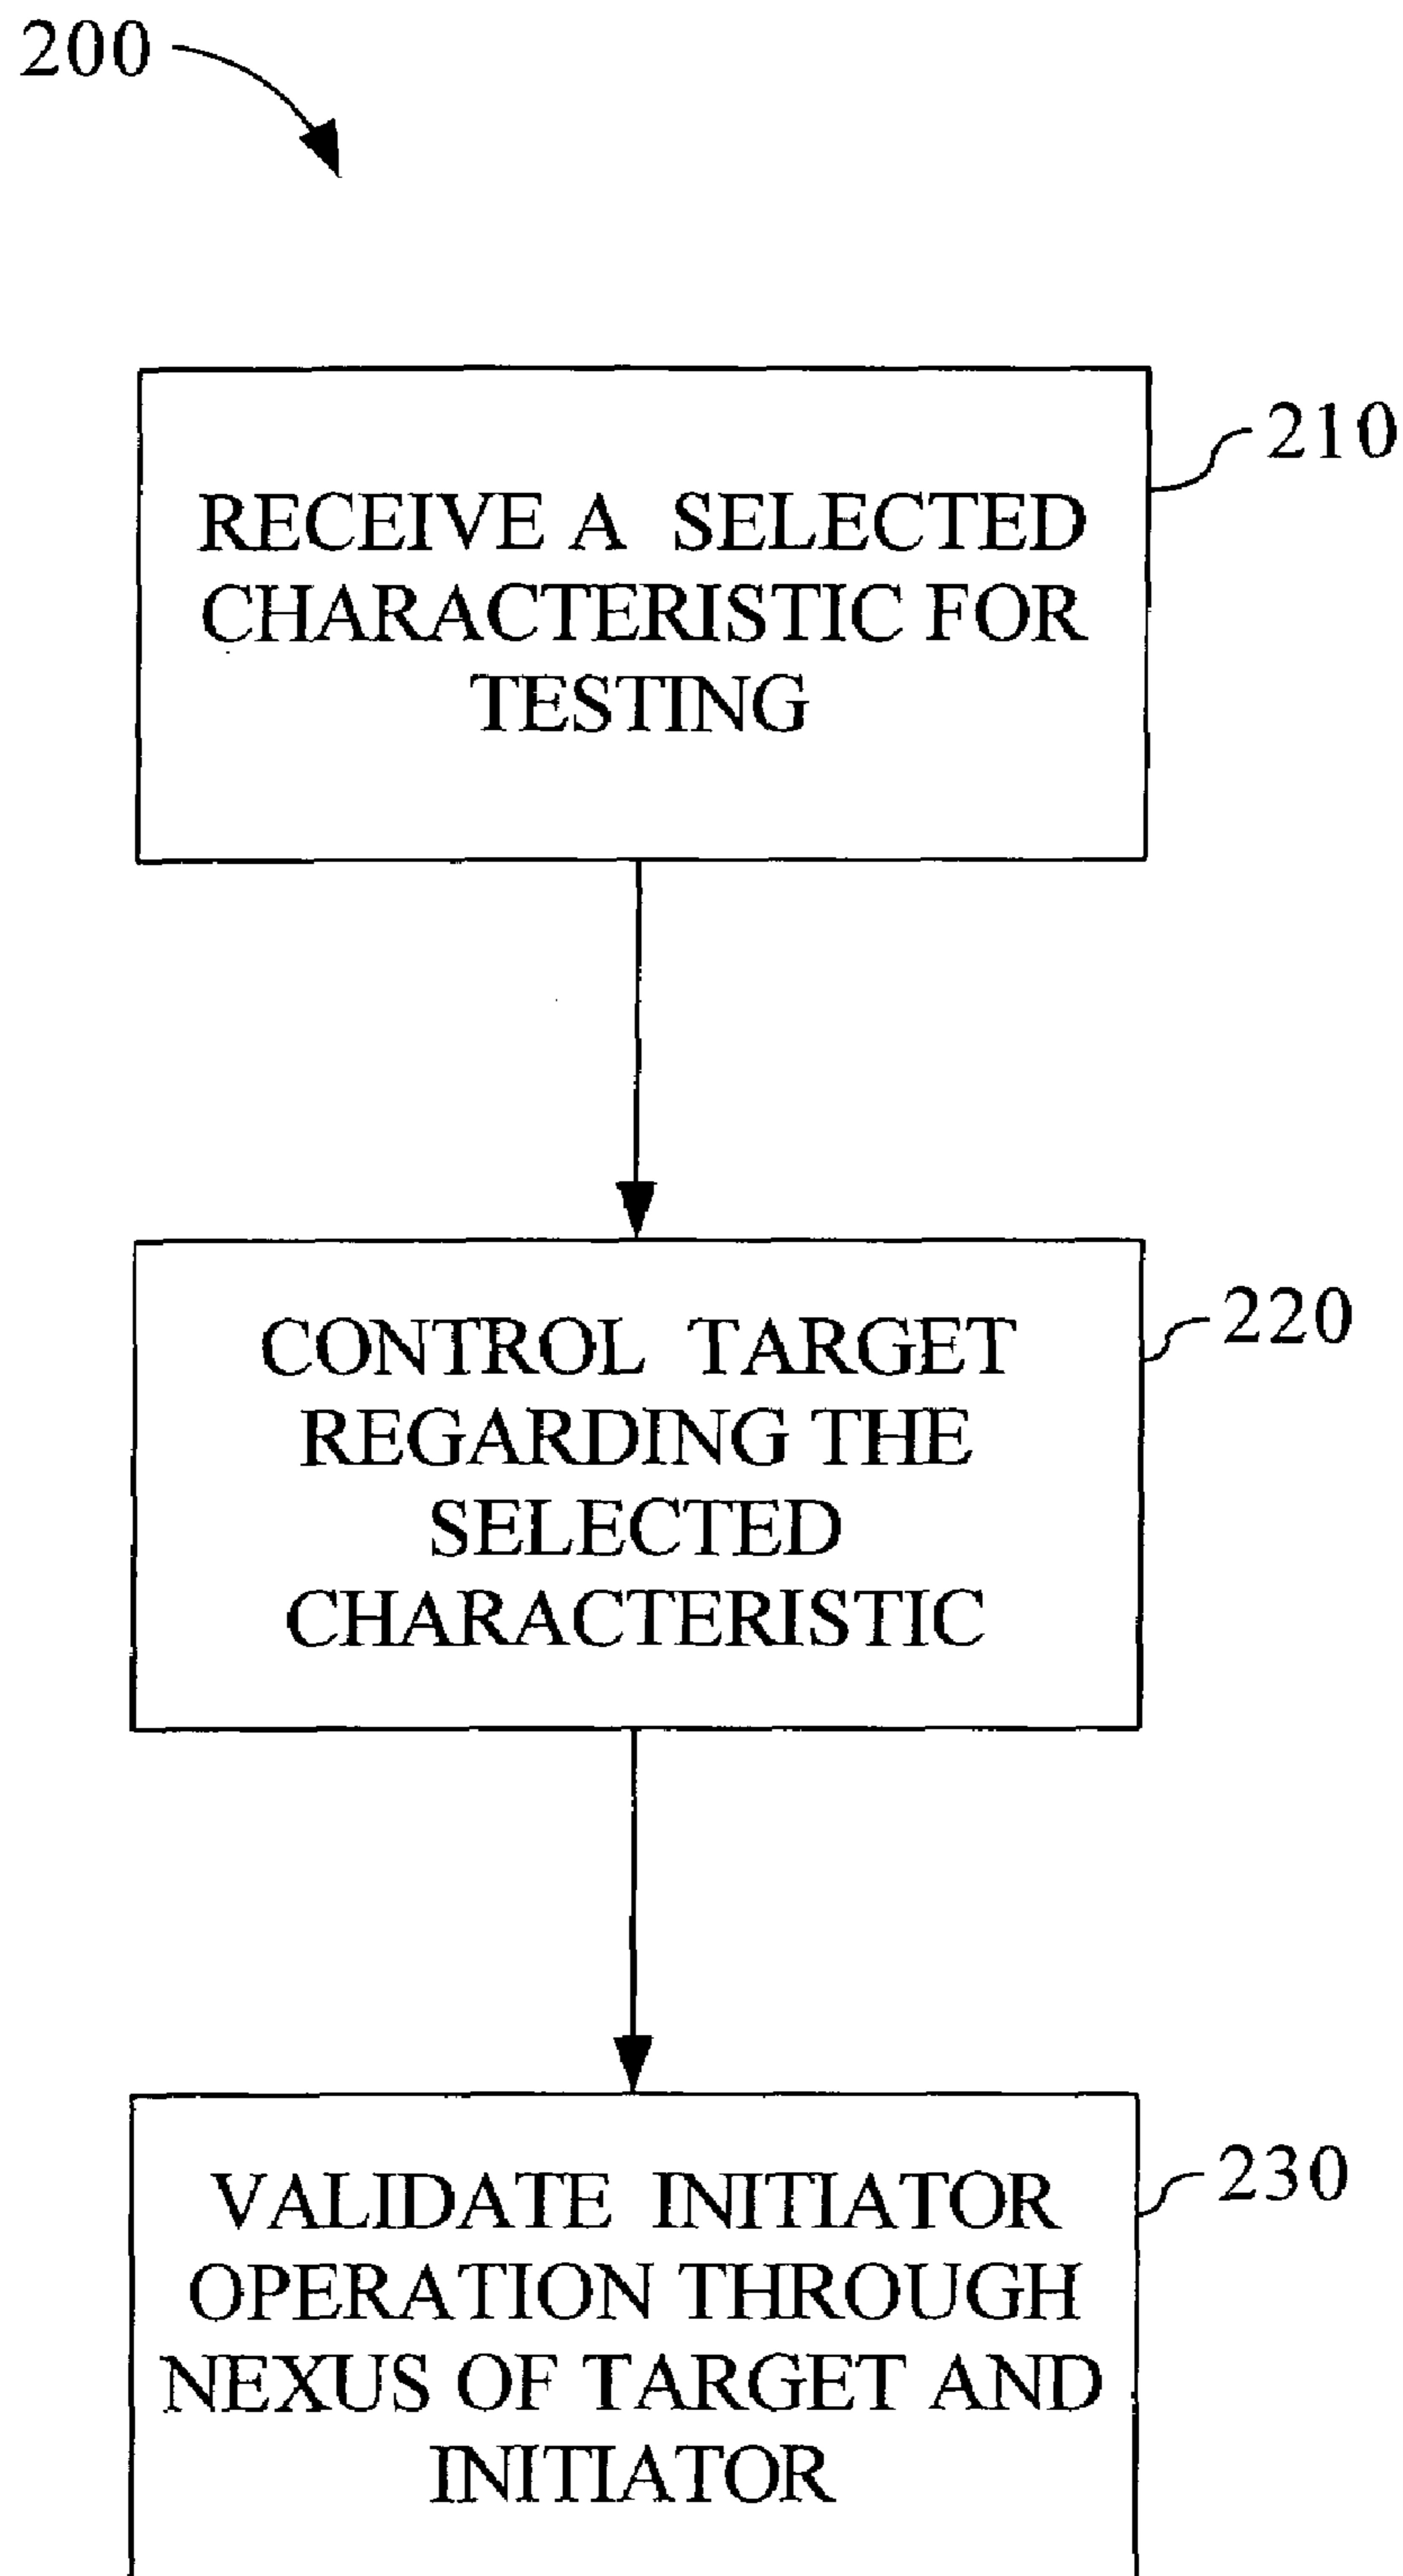 200
210
RECEIVE A SELECTED
CHARACTERISTIC FOR
TESTING
220
CONTROL TARGET
REGARDING THE
SELECTED
CHARACTERISTIC
230
VALIDATE INITIATOR
OPERATION THROUGH
NEXUS OF TARGET AND
INITIATOR